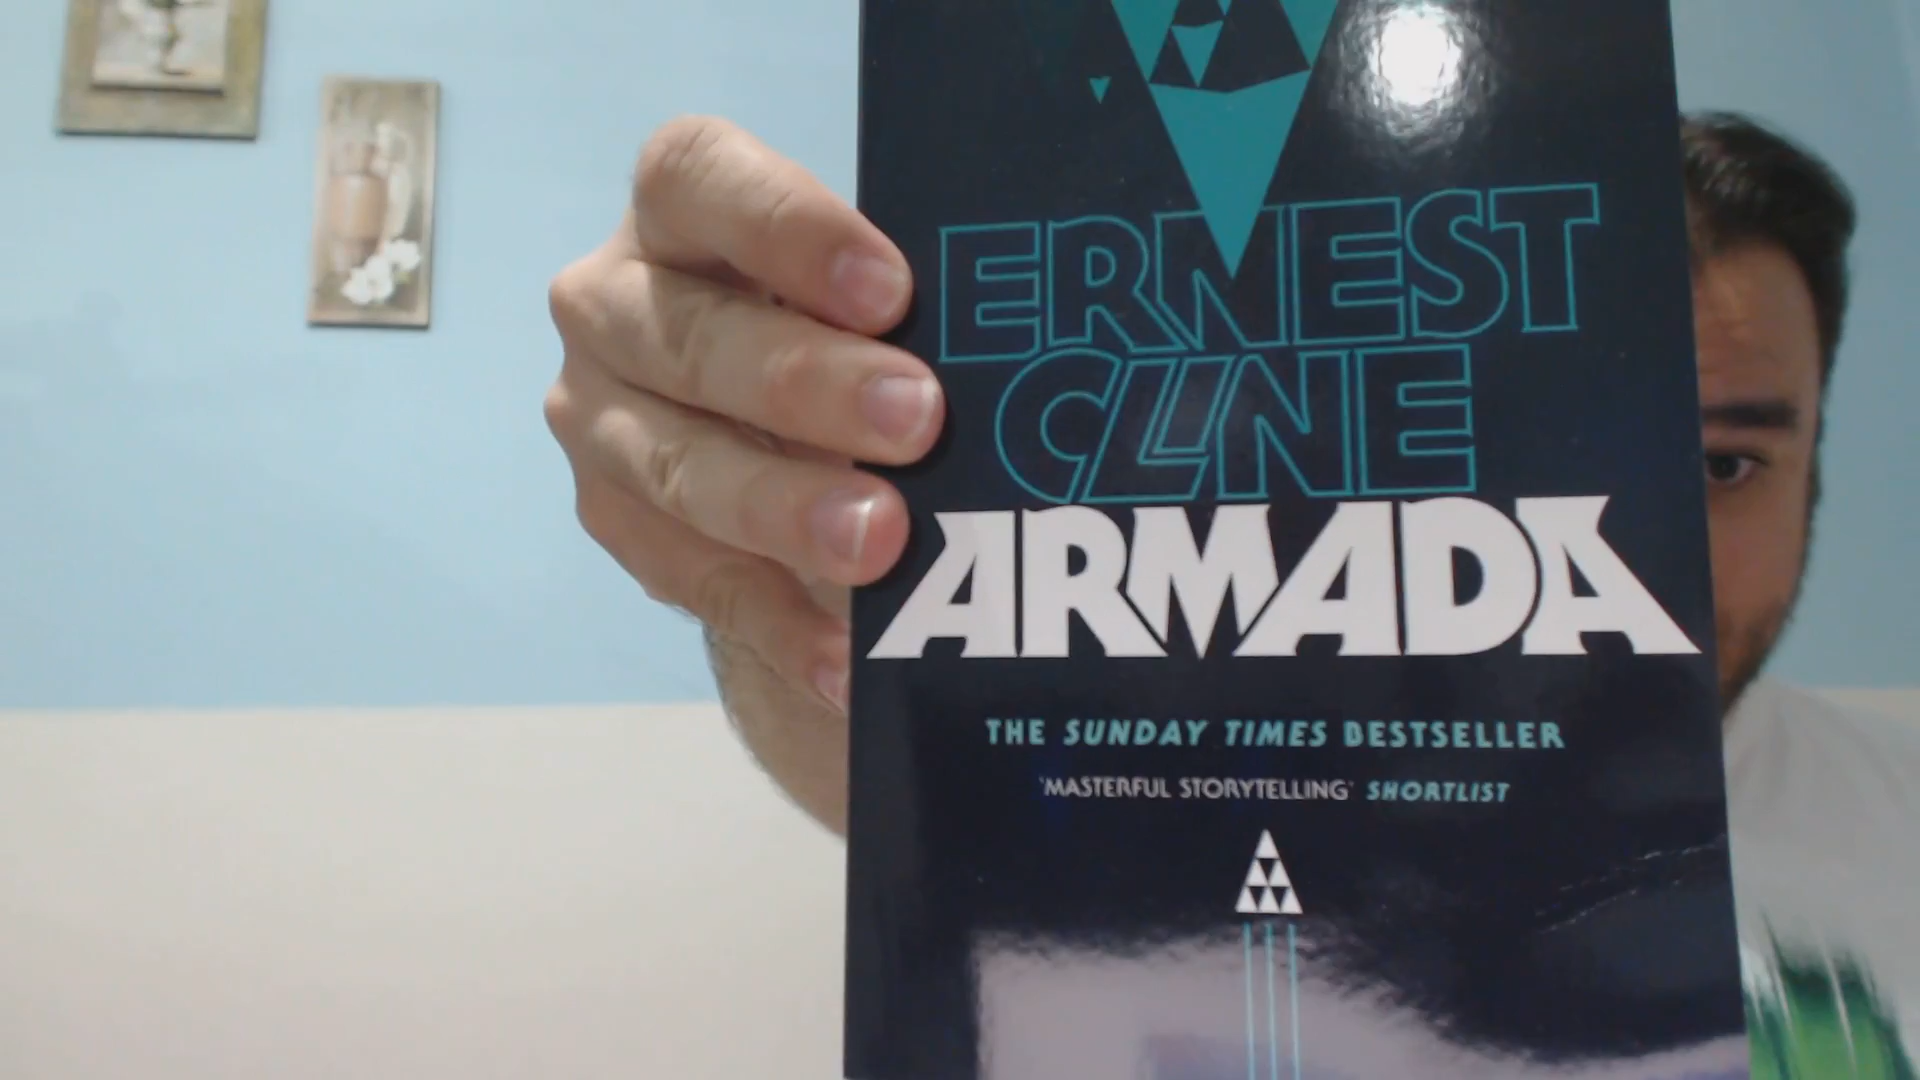 ERNEST
CLINE
ARMADA
THE SUNDAY TIMES BESTSELLER
'MASTERFUL STORYTELLING' SHORTLIST